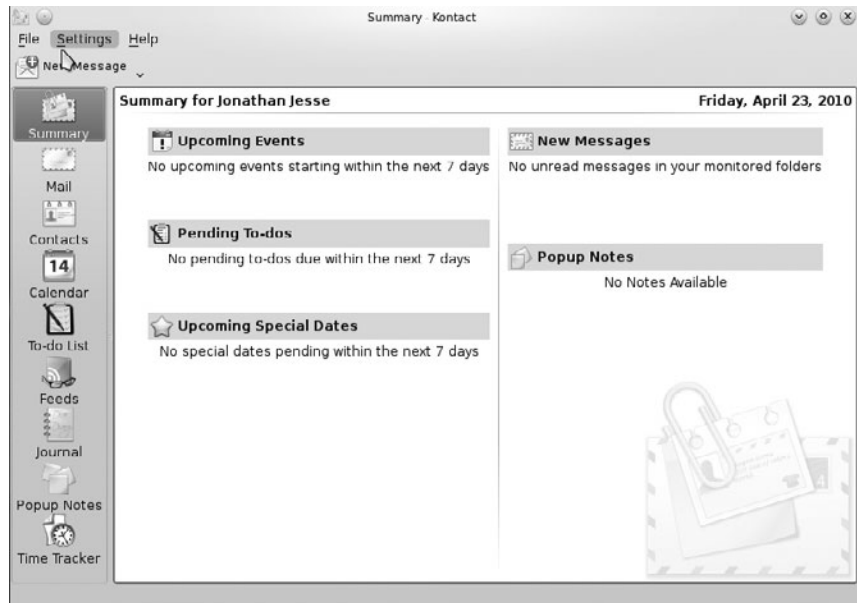 Summary - Kontact
File Settings Help
New Message
Summary
Mail
Contacts
14
Calendar
To-do List
Feeds
Journal
Popup Notes
Time Tracker
Summary for Jonathan Jesse
Friday, April 23, 2010
Upcoming Events
No upcoming events starting within the next 7 days
Pending To-dos
No pending to-dos due within the next 7 days
Upcoming Special Dates
No special dates pending within the next 7 days
New Messages
No unread messages in your monitored folders
Popup Notes
No Notes Available